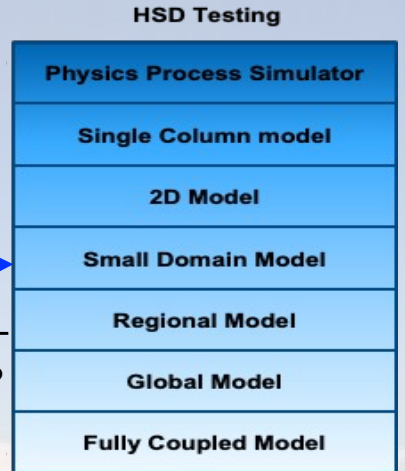 HSD Testing
Physics Process Simulator
Single Column model
2D Model
Small Domain Model
Regional Model
Global Model
Fully Coupled Model